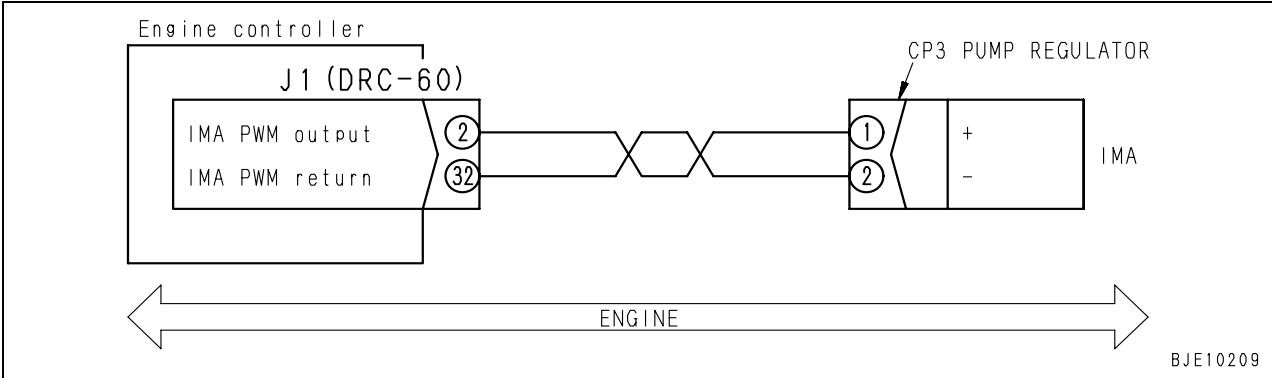 Engine controller
J1 (DRC-60)
CP3 PUMP REGULATOR
IMA PWM output 2 1 +
IMA PWM return 32 2 -
IMA
ENGINE
BJE10209